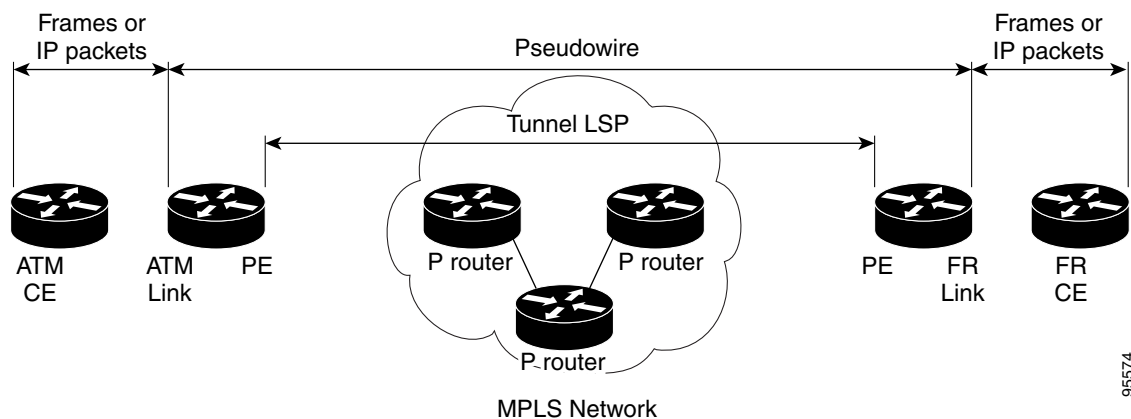 Frames or
IP packets
Pseudowire
Frames or
IP packets
Tunnel LSP
P router
P router
ATM
CE
ATM
Link
PE
PE
FR
Link
FR
CE
P router
MPLS Network
95574